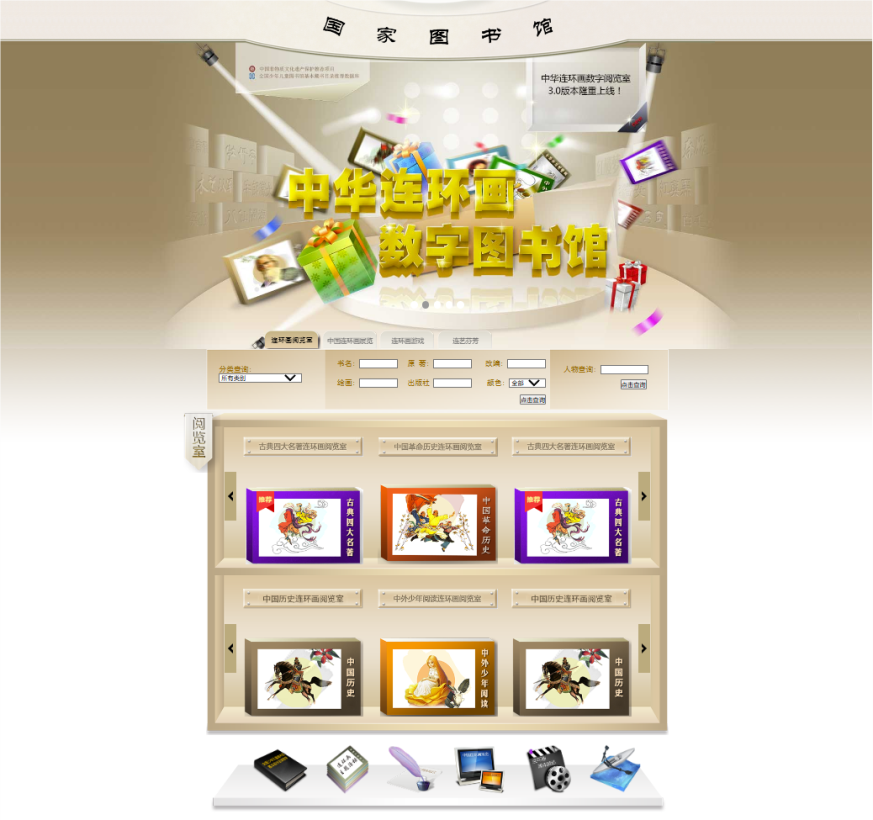 国家图书馆
中华连环画数字阅览室
3.0版本隆重上线！
中华连环画
数字图书馆
连环画阅览室
中国连环画展览
连环画游戏
连艺芬芳
分类查询:
所有类别
书名:
原 著:
改编:
绘画:
出版社
颜色:
全部
点击查询
人物查询:
点击查询
阅览室
古典四大名著连环画阅览室
中国革命历史连环画阅览室
古典四大名著连环画阅览室
推荐
古典四大名著
中国革命历史
推荐
古典四大名著
中国历史连环画阅览室
中外少年阅读连环画阅览室
中国历史连环画阅览室
中国历史
中外少年阅读
中国历史